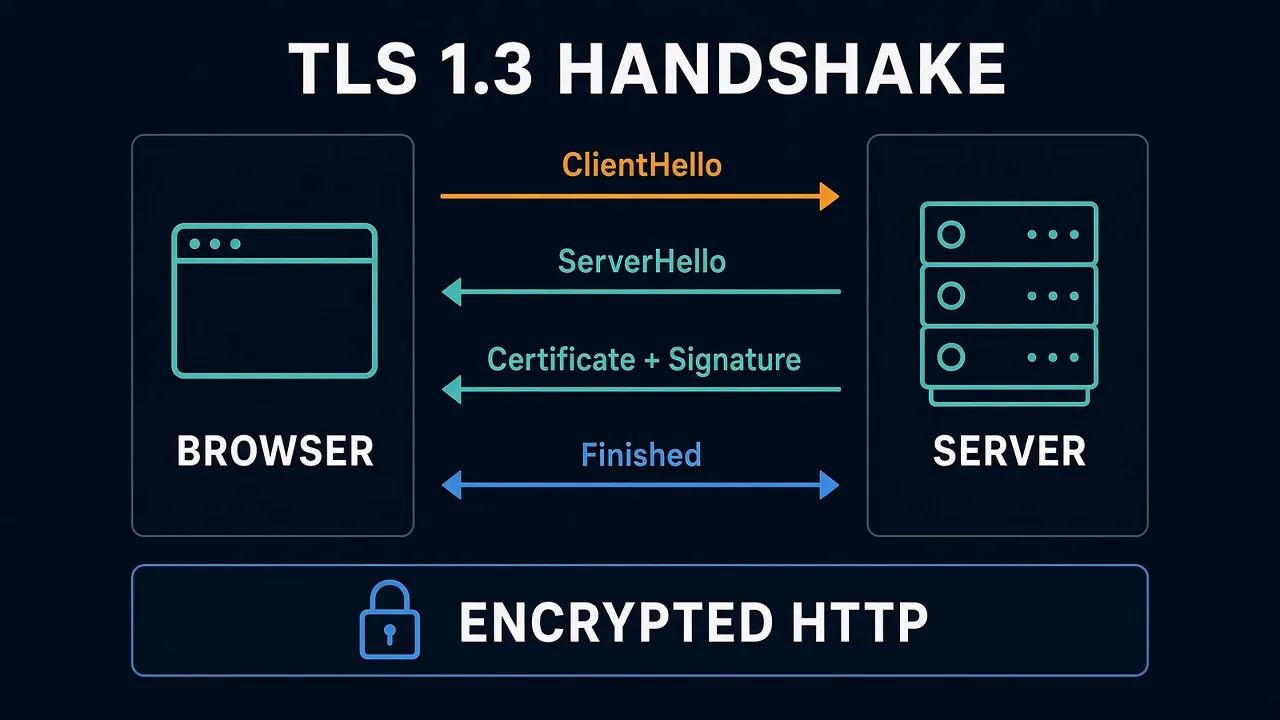 TLS 1.3 HANDSHAKE
ClientHello
ServerHello
Certificate + Signature
Finished
BROWSER
SERVER
ENCRYPTED HTTP